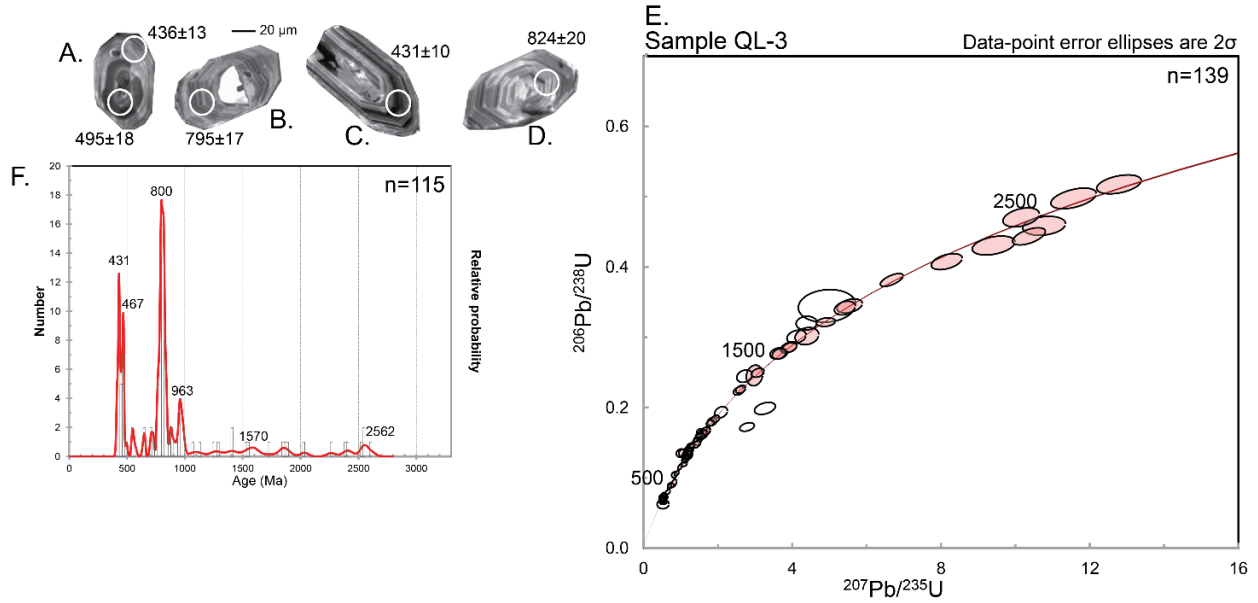 A.
436±13
20 µm
495±18
795±17
B.
431±10
C.
824±20
D.
E.
Sample QL-3
Data-point error ellipses are 2σ
n=139
2500
1500
500
0.6
0.4
0.2
0.0
206Pb/238U
0
4
8
12
16
207Pb/235U
F.
n=115
20
18
16
14
12
10
8
6
4
2
0
Number
800
431
467
963
1570
2562
0
500
1000
1500
2000
2500
3000
Age (Ma)
Relative probability